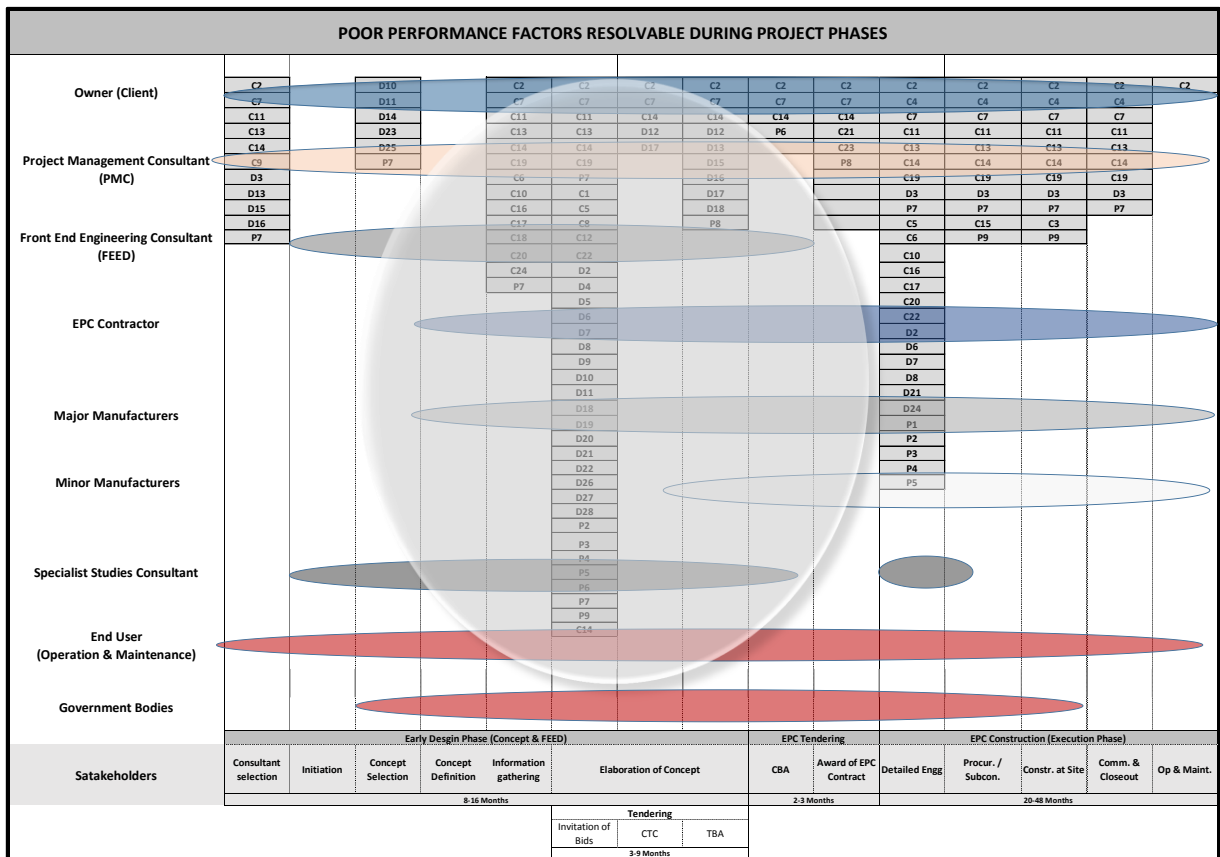 POOR PERFORMANCE FACTORS RESOLVABLE DURING PROJECT PHASES
Owner (Client)
C2 D10 C2 C2 C2 C2 C2 C2 C2 C2 C2 C2 C2
C7 D11 C7 C7 C7 C7 C7 C7 C4 C4 C4 C4
C11 D14 C11 C11 C14 C14 C14 C14 C7 C7 C7 C7
C13 D23 C13 C13 D12 D12 P6 C21 C11 C11 C11 C11
C14 D25 C14 C14 D17 D13 C23 C13 C13 C13 C13
Project Management Consultant
(PMC)
C9 P7 C19 C19 D15 P8 C14 C14 C14 C14
D3 C6 P7 D16 C19 C19 C19 C19
D13 C10 C1 D17 D3 D3 D3 D3
D15 C16 C5 D18 P7 P7 P7 P7
D16 C17 C8 P8 C5 C15 C3
Front End Engineering Consultant
(FEED)
P7 C18 C12 C6 P9 P9
C20 C22 C10
C24 D2 C16
P7 D4 C17
D5 C20
EPC Contractor
D6 C22
D7 D2
D8 D6
D9 D7
D10 D8
D11 D21
Major Manufacturers
D18 D24
D19 P1
D20 P2
D21 P3
D22 P4
Minor Manufacturers
D26 P5
D27
D28
P2
P3
P4
Specialist Studies Consultant
P5
P6
P7
P9
C14
End User
(Operation & Maintenance)
Government Bodies
Early Desgin Phase (Concept & FEED) EPC Tendering EPC Construction (Execution Phase)
Satakeholders
Consultant selection
Initiation
Concept Selection
Concept Definition
Information gathering
Elaboration of Concept
CBA
Award of EPC Contract
Detailed Engg
Procur. / Subcon.
Constr. at Site
Comm. & Closeout
Op & Maint.
8-16 Months 2-3 Months 20-48 Months
Tendering
Invitation of Bids
CTC
TBA
3-9 Months